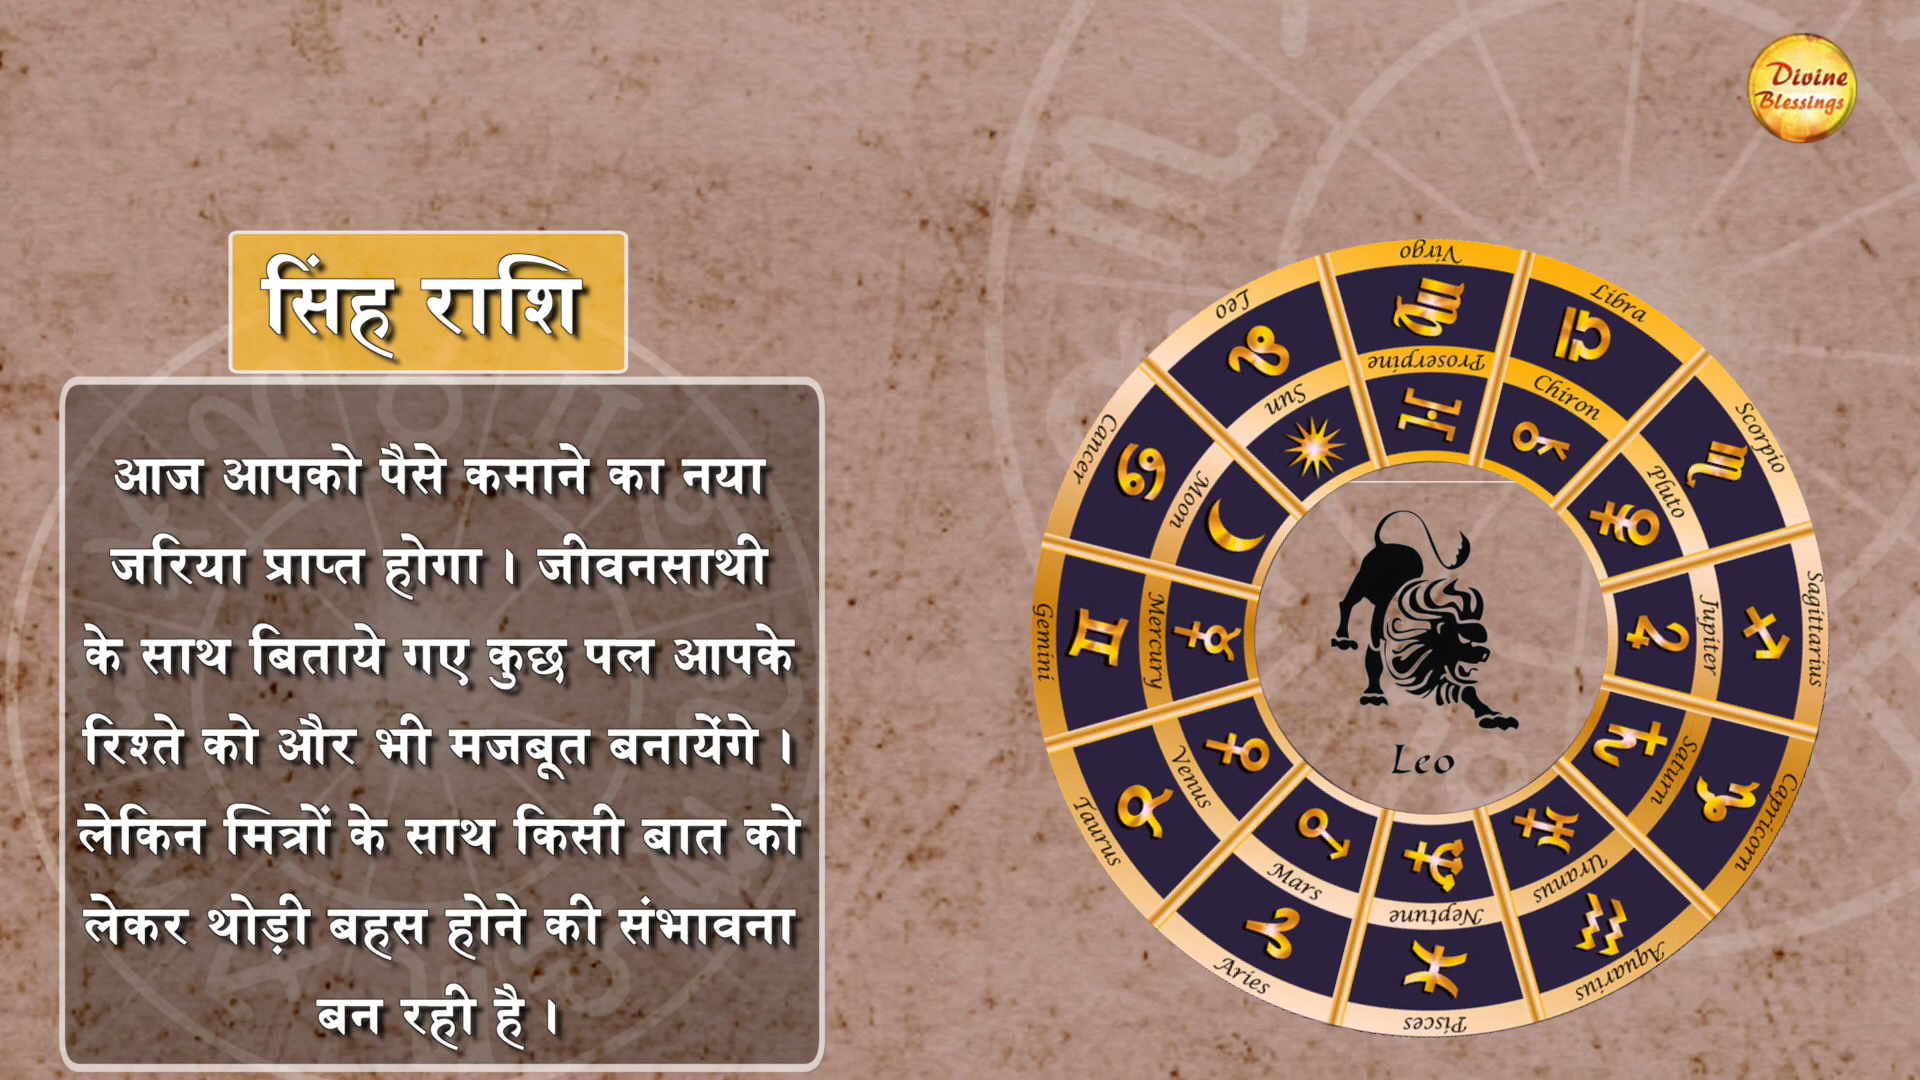 Divine
Blessings
सिंह राशि
आज आपको पैसे कमाने का नया
जरिया प्राप्त होगा । जीवनसाथी
के साथ बिताये गए कुछ पल आपके
रिश्ते को और भी मजबूत बनायेंगे ।
लेकिन मित्रों के साथ किसी बात को
लेकर थोड़ी बहस होने की संभावना
बन रही है ।
Virgo
Libra
Scorpio
Sagittarius
Capricorn
Aquarius
Pisces
Aries
Taurus
Gemini
Cancer
Leo
Proserpine
Chiron
Pluto
Jupiter
Saturn
Uranus
Neptune
Mars
Venus
Mercury
Moon
Sun
Leo